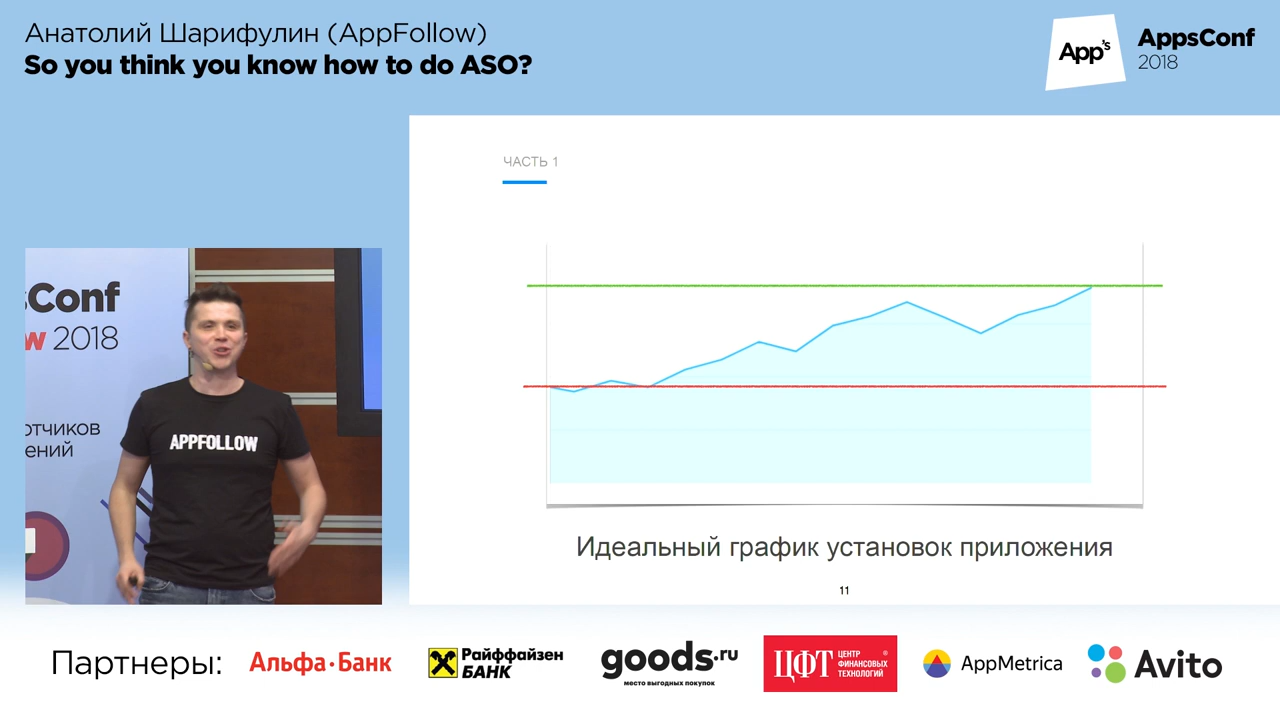 Анатолий Шарифулин (AppFollow)
So you think you know how to do ASO?
App's
AppsConf
2018
ЧАСТЬ 1
Идеальный график установок приложения
11
sConf
w 2018
отчиков
ений
APPFOLLOW
Партнеры:
Альфа·Банк
Райффайзен
БАНК
goods.ru
место выгодных покупок
ЦФТ
ЦЕНТР
ФИНАНСОВЫХ
ТЕХНОЛОГИЙ
®
AppMetrica
Avito